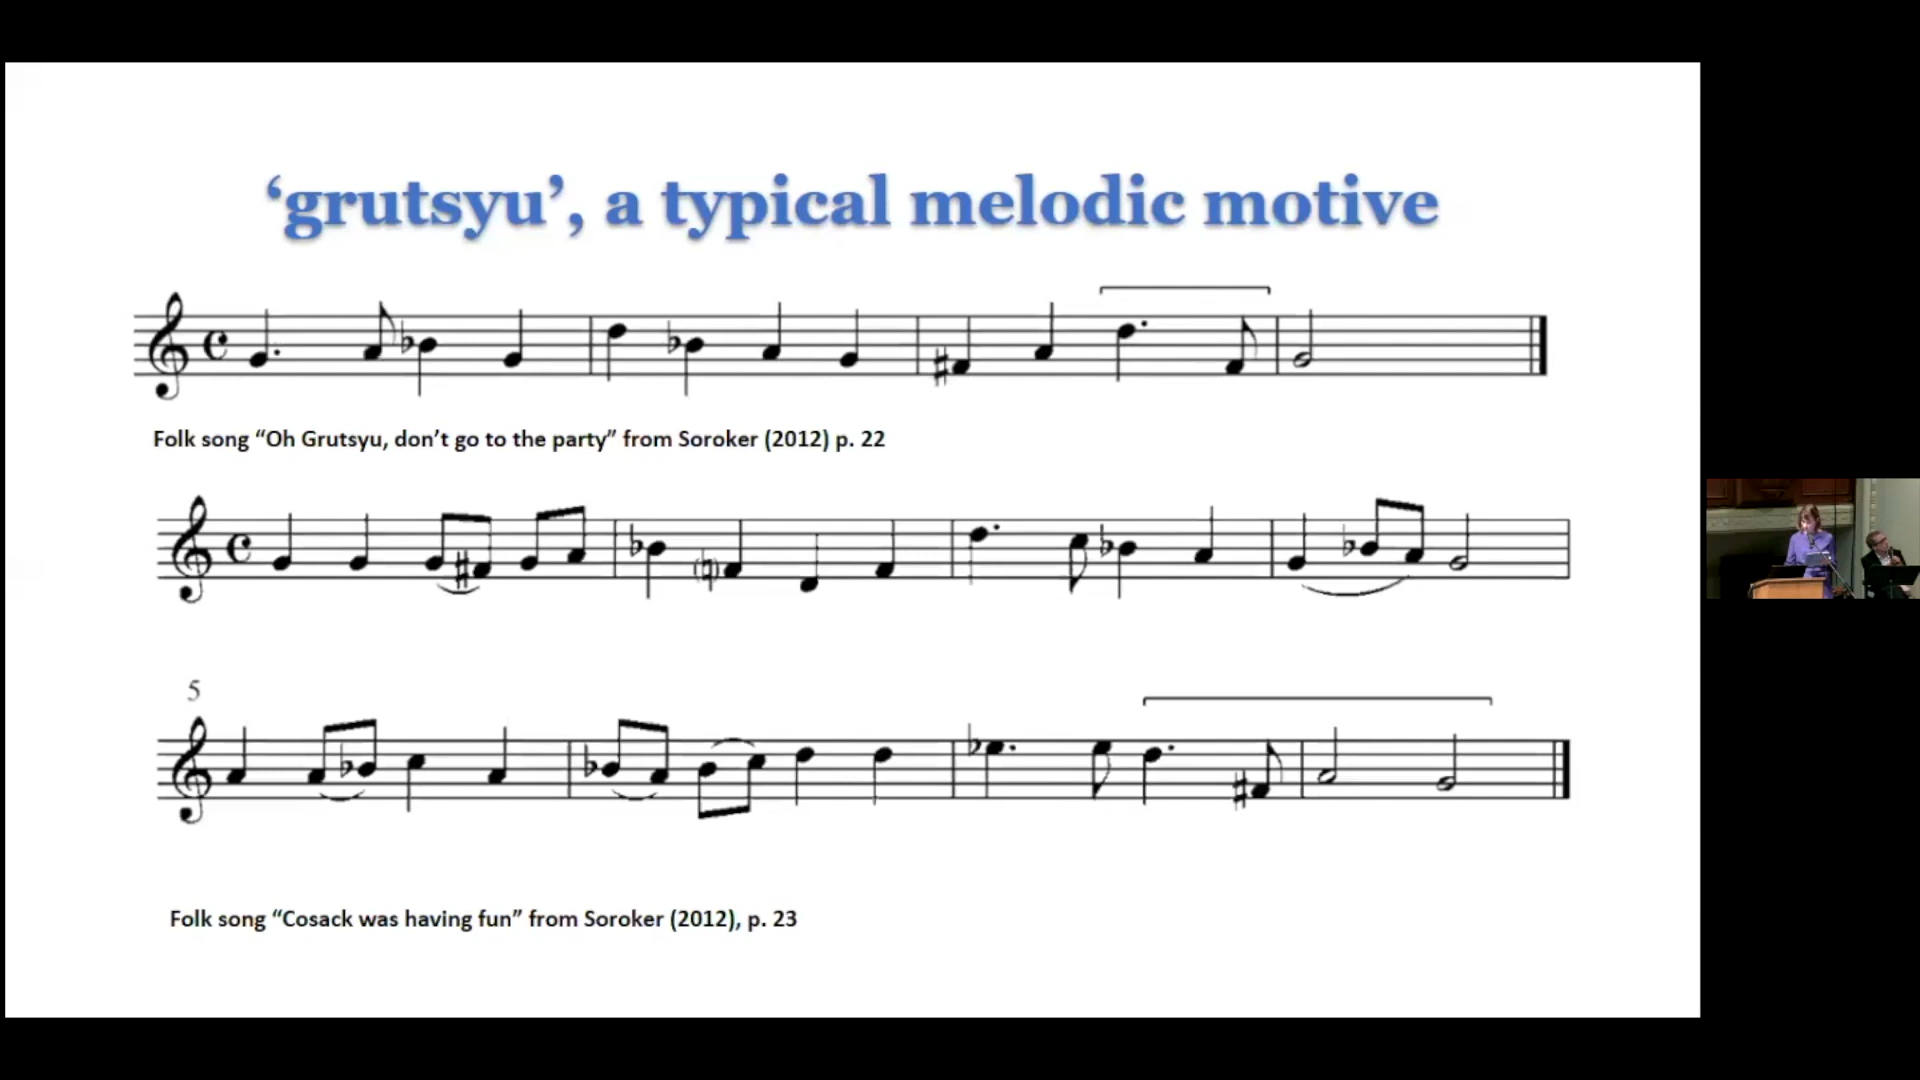 ‘grutsyu’, a typical melodic motive
Folk song “Oh Grutsyu, don’t go to the party” from Soroker (2012) p. 22
5
Folk song “Cosack was having fun” from Soroker (2012), p. 23